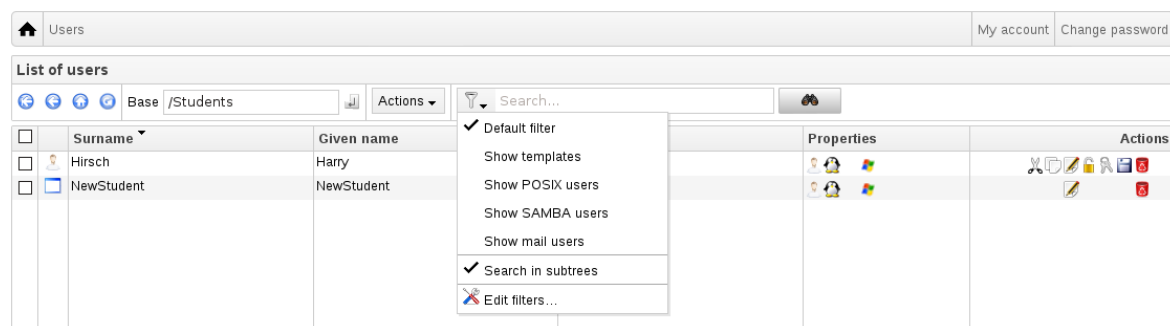 Users My account Change password
List of users
Base /Students Actions Search...
Surname Given name Properties Actions
Default filter
Hirsch Harry
Show templates
NewStudent NewStudent
Show POSIX users
Show SAMBA users
Show mail users
Search in subtrees
Edit filters...